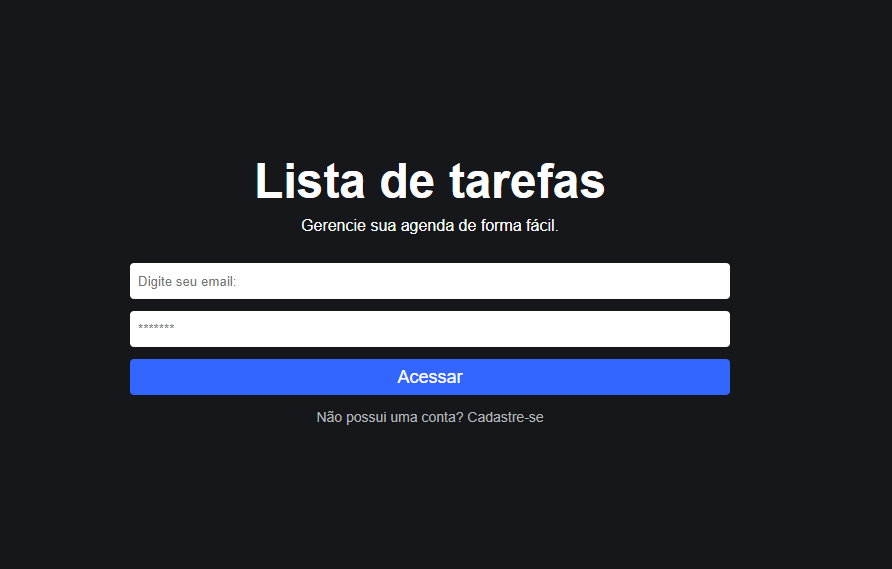 Lista de tarefas
Gerencie sua agenda de forma fácil.
Digite seu email:
*******
Acessar
Não possui uma conta? Cadastre-se